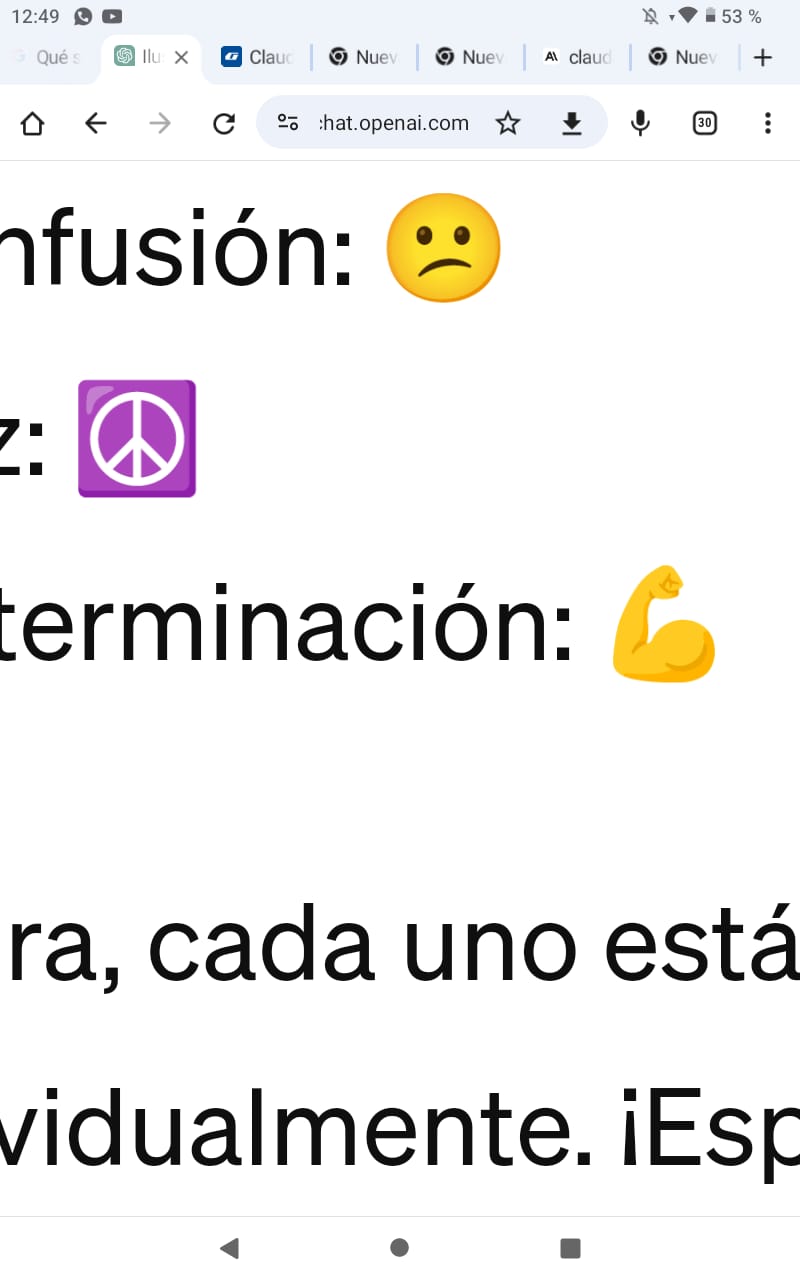 12:49 53 %
Qué s Ilu Claud Nuev Nuev claud Nuev
:hat.openai.com 30
nfusión: 😕
z: ☮️
terminación: 💪
ra, cada uno está
vidualmente. ¡Esp